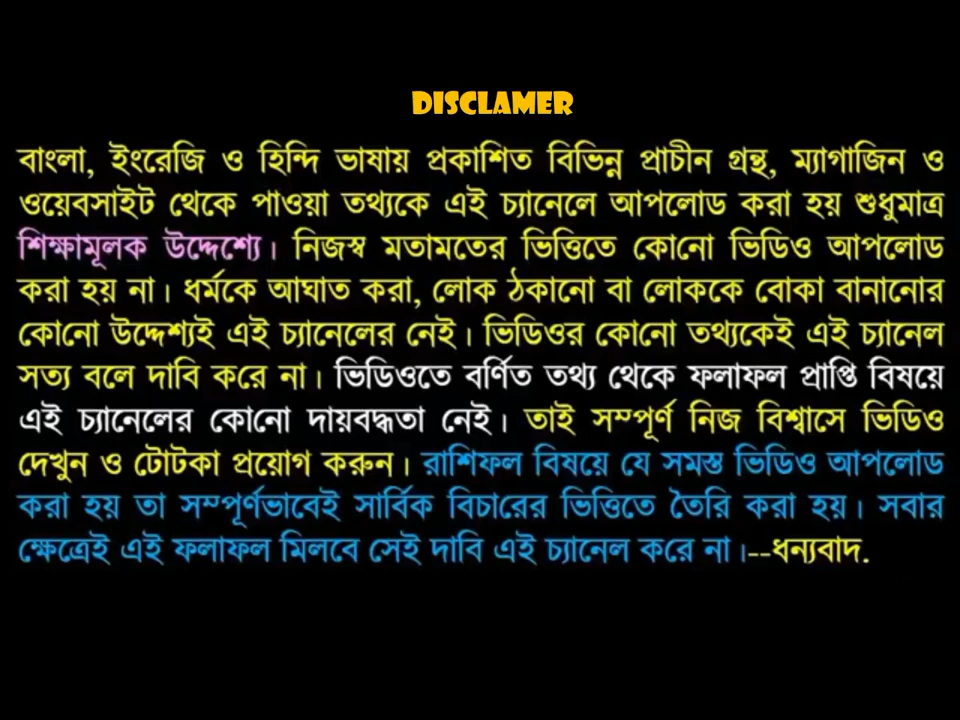 DISCLAMER
বাংলা, ইংরেজি ও হিন্দি ভাষায় প্রকাশিত বিভিন্ন প্রাচীন গ্রন্থ, ম্যাগাজিন ও
ওয়েবসাইট থেকে পাওয়া তথ্যকে এই চ্যানেলে আপলোড করা হয় শুধুমাত্র
শিক্ষামূলক উদ্দেশ্যে। নিজস্ব মতামতের ভিত্তিতে কোনো ভিডিও আপলোড
করা হয় না। ধর্মকে আঘাত করা, লোক ঠকানো বা লোককে বোকা বানানোর
কোনো উদ্দেশ্যই এই চ্যানেলের নেই। ভিডিওর কোনো তথ্যকেই এই চ্যানেল
সত্য বলে দাবি করে না। ভিডিওতে বর্ণিত তথ্য থেকে ফলাফল প্রাপ্তি বিষয়ে
এই চ্যানেলের কোনো দায়বদ্ধতা নেই। তাই সম্পূর্ণ নিজ বিশ্বাসে ভিডিও
দেখুন ও টোটকা প্রয়োগ করুন। রাশিফল বিষয়ে যে সমস্ত ভিডিও আপলোড
করা হয় তা সম্পূর্ণভাবেই সার্বিক বিচারের ভিত্তিতে তৈরি করা হয়। সবার
ক্ষেত্রেই এই ফলাফল মিলবে সেই দাবি এই চ্যানেল করে না।--ধন্যবাদ.